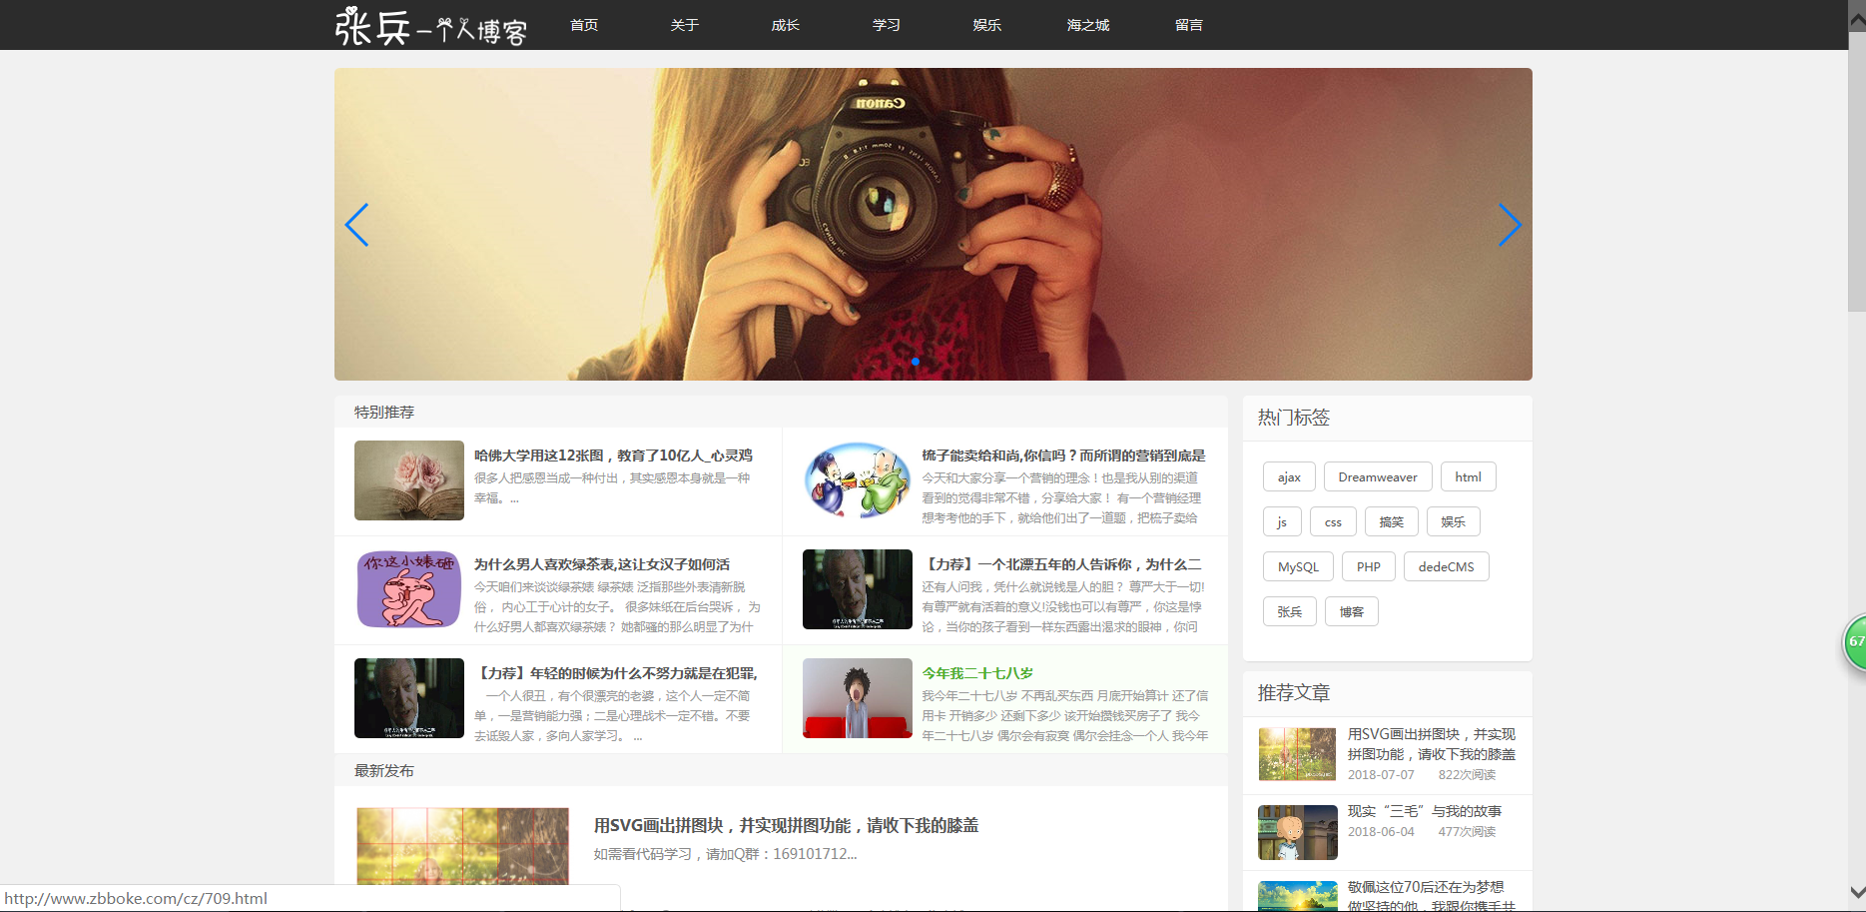 张兵一个人博客
首页 关于 成长 学习 娱乐 海之城 留言
Canon
特别推荐
哈佛大学用这12张图，教育了10亿人_心灵鸡
很多人把感恩当成一种付出，其实感恩本身就是一种
幸福。...
梳子能卖给和尚,你信吗？而所谓的营销到底是
今天和大家分享一个营销的理念！也是我从别的渠道
看到的觉得非常不错，分享给大家！ 有一个营销经理
想考考他的手下，就给他们出了一道题，把梳子卖给
你这小婊砸
为什么男人喜欢绿茶表,这让女汉子如何活
今天咱们来谈谈绿茶婊 绿茶婊 泛指那些外表清新脱
俗， 内心工于心计的女子。 很多妹纸在后台哭诉， 为
什么好男人都喜欢绿茶婊？ 她都骚的那么明显了为什
【力荐】一个北漂五年的人告诉你，为什么二
还有人问我，凭什么就说钱是人的胆？ 尊严大于一切!
有尊严就有活着的意义!没钱也可以有尊严，你这是悖
论，当你的孩子看到一样东西露出渴求的眼神，你问
【力荐】年轻的时候为什么不努力就是在犯罪,
一个人很丑，有个很漂亮的老婆，这个人一定不简
单，一是营销能力强；二是心理战术一定不错。不要
去诋毁人家，多向人家学习。 ...
今年我二十七八岁
我今年二十七八岁 不再乱买东西 月底开始算计 还了信
用卡 开销多少 还剩下多少 该开始攒钱买房子了 我今
年二十七八岁 偶尔会有寂寞 偶尔会挂念一个人 我今年
最新发布
用SVG画出拼图块，并实现拼图功能，请收下我的膝盖
如需看代码学习，请加Q群：169101712...
热门标签
ajax Dreamweaver html
js css 搞笑 娱乐
MySQL PHP dedeCMS
张兵 博客
推荐文章
用SVG画出拼图块，并实现
拼图功能，请收下我的膝盖
2018-07-07 822次阅读
现实“三毛”与我的故事
2018-06-04 477次阅读
敬佩这位70后还在为梦想
做坚持的他，我跟你携手共
67
http://www.zbboke.com/cz/709.html